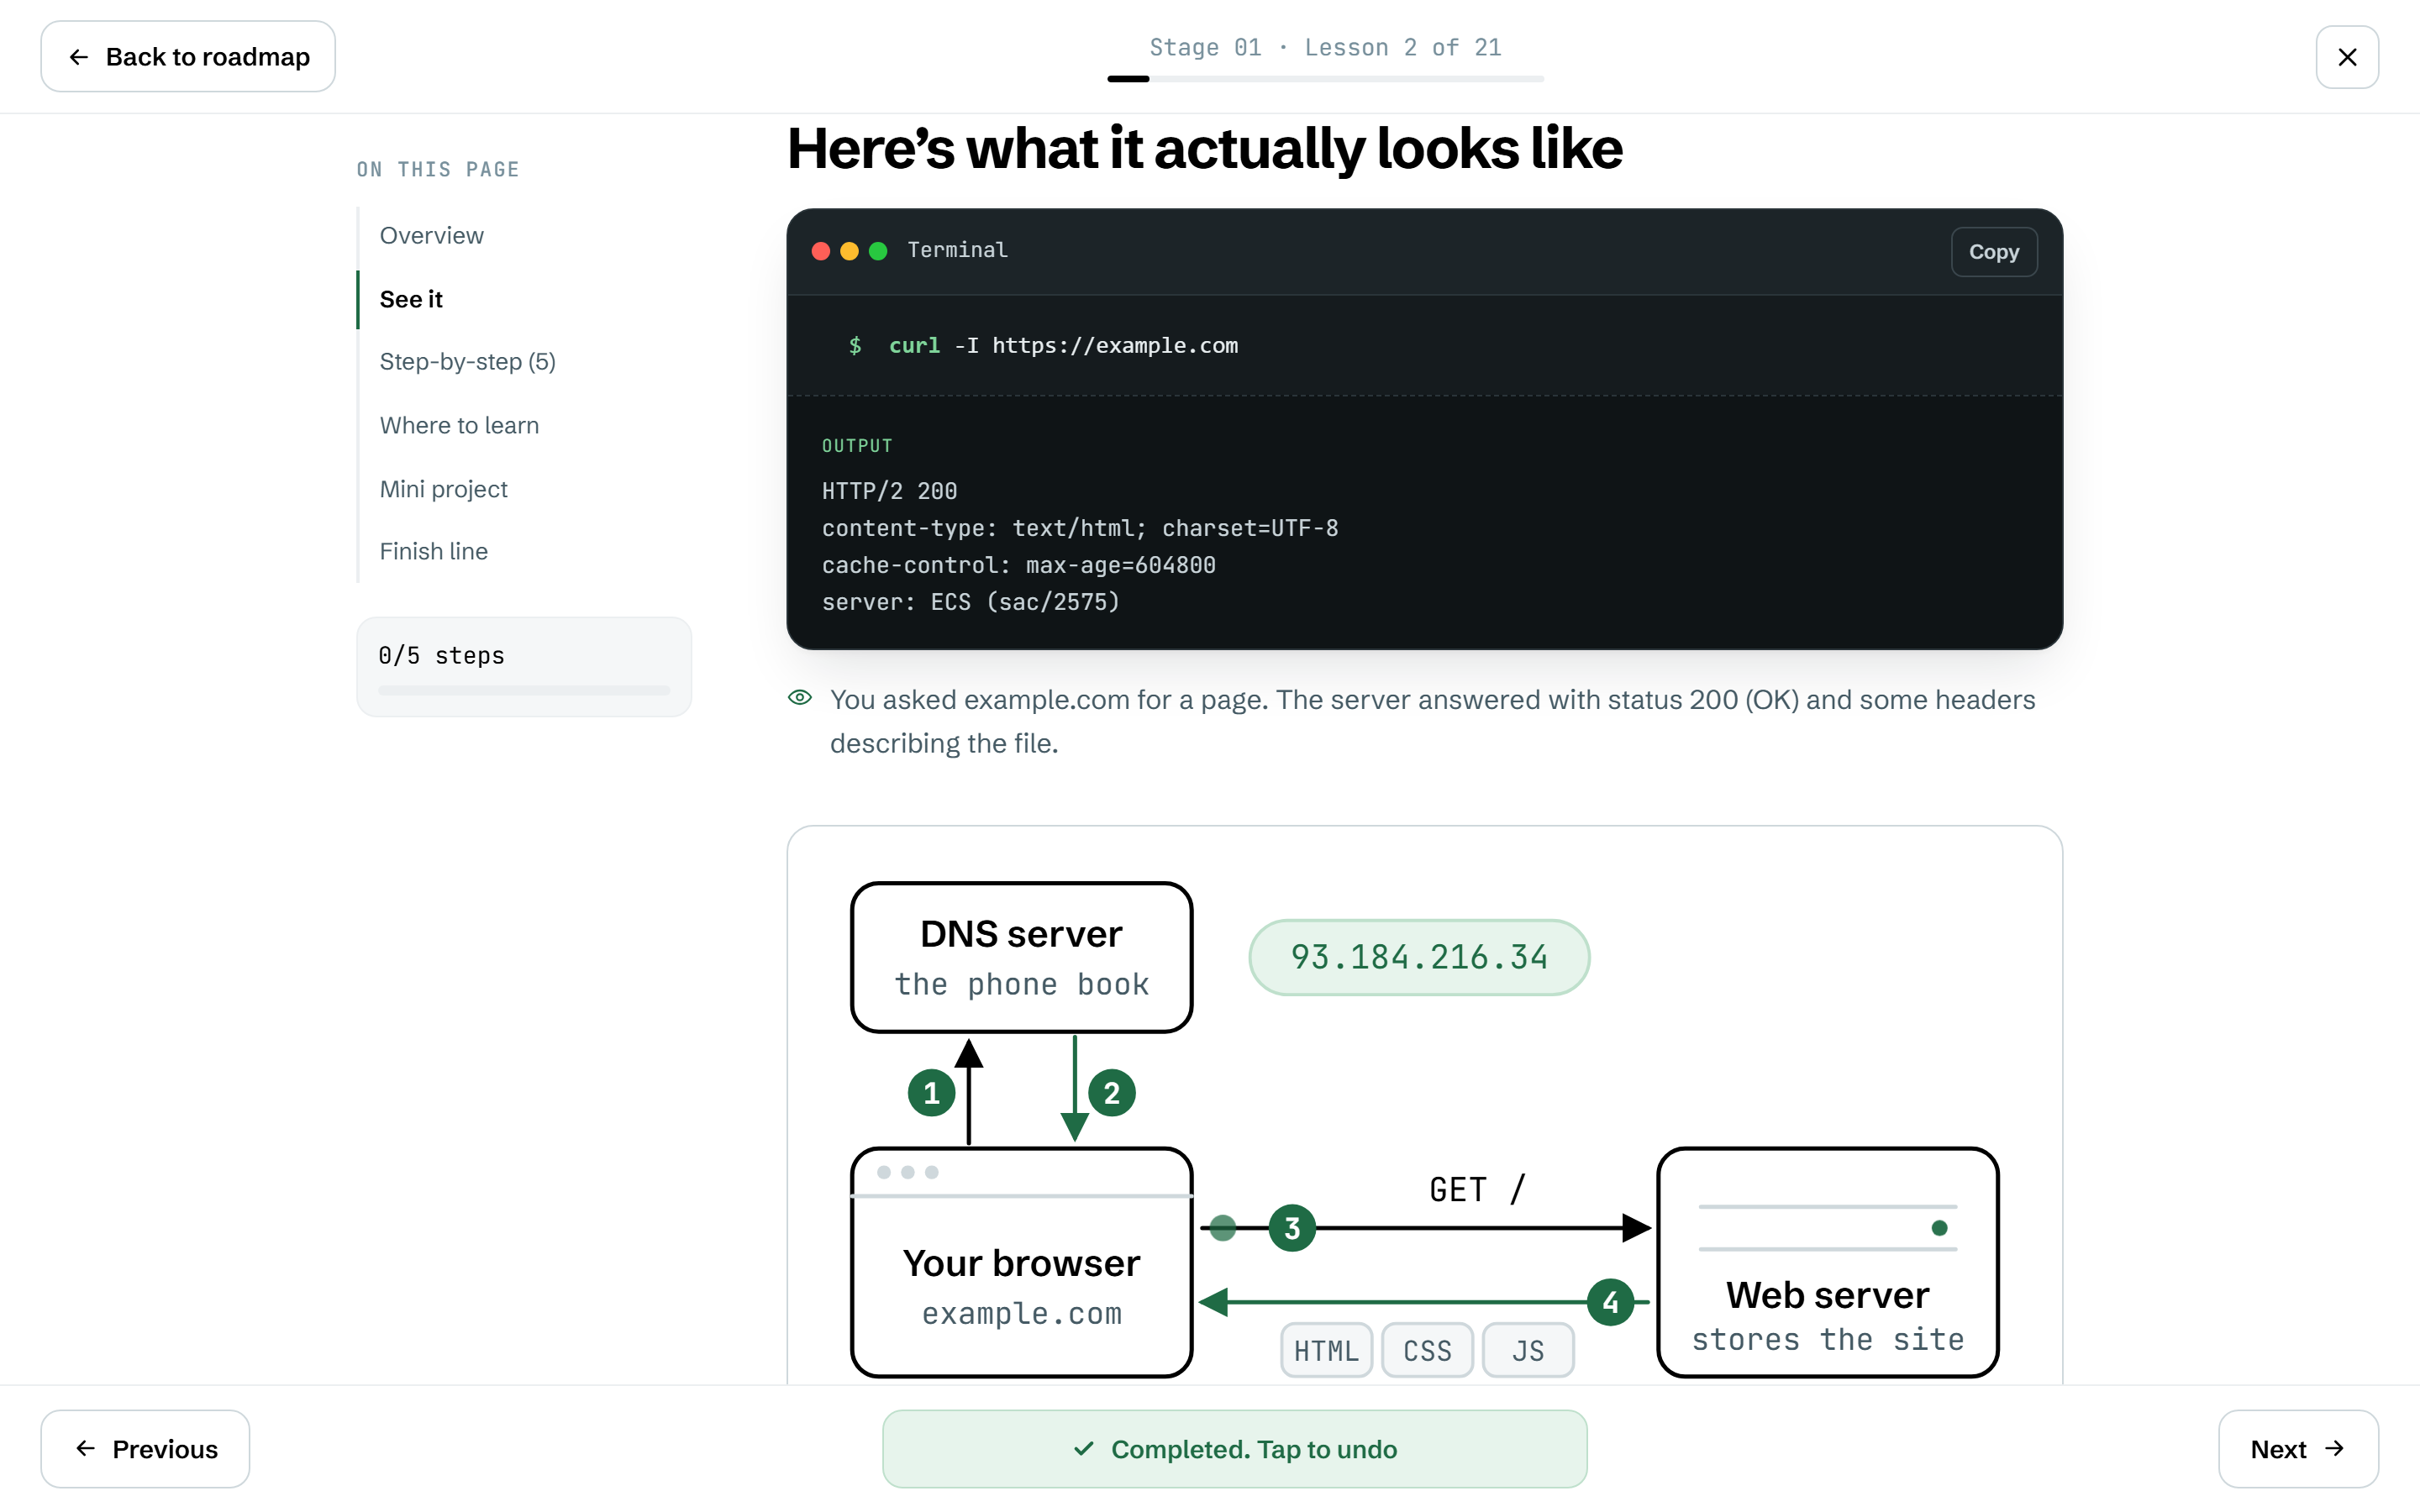 Back to roadmap
Stage 01 · Lesson 2 of 21
ON THIS PAGE
Overview
See it
Step-by-step (5)
Where to learn
Mini project
Finish line
0/5 steps
Here’s what it actually looks like
Terminal
Copy
$ curl -I https://example.com
OUTPUT
HTTP/2 200
content-type: text/html; charset=UTF-8
cache-control: max-age=604800
server: ECS (sac/2575)
You asked example.com for a page. The server answered with status 200 (OK) and some headers
describing the file.
DNS server
the phone book
93.184.216.34
1
2
GET /
3
Your browser
example.com
4
HTML CSS JS
Web server
stores the site
Previous
Completed. Tap to undo
Next